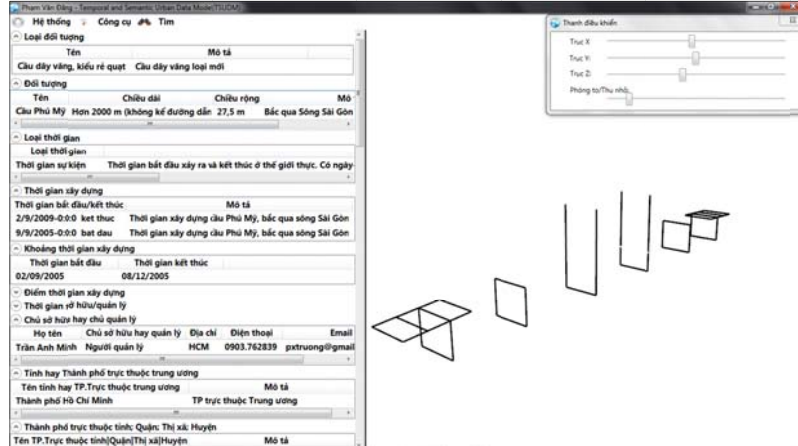 Phạm Văn Đăng - Temporal and Semantic Urban Data Model(TSUDM)
Hệ thống Công cụ Tìm
Loại đối tượng
Tên Mô tả
Cầu dây văng, kiểu rẻ quạt Cầu dây văng loại mới
Đối tượng
Tên Chiều dài Chiều rộng Mô
Cầu Phú Mỹ Hơn 2000 m (không kể đường dẫn 27,5 m Bắc qua Sông Sài Gòn
Loại thời gian
Loại thời gian
Thời gian sự kiện Thời gian bắt đầu xảy ra và kết thúc ở thế giới thực. Có ngày-
Thời gian xây dựng
Thời gian bắt đầu/kết thúc Mô tả
2/9/2009-0:0:0 ket thuc Thời gian xây dựng cầu Phú Mỹ, bắc qua sông Sài Gòn
9/9/2005-0:0:0 bat dau Thời gian xây dựng cầu Phú Mỹ, bắc qua sông Sài Gòn
Khoảng thời gian xây dựng
Thời gian bắt đầu Thời gian kết thúc
02/09/2005 08/12/2005
Điểm thời gian xây dựng
Thời gian sở hữu/quản lý
Chủ sở hữu hay chủ quản lý
Họ tên Chủ sở hữu hay quản lý Địa chỉ Điện thoại Email
Trần Anh Minh Người quản lý HCM 0903.762839 pxtruong@gmail
Tỉnh hay Thành phố trực thuộc trung ương
Tên tỉnh hay TP.Trực thuộc trung ương Mô tả
Thành phố Hồ Chí Minh TP trực thuộc Trung ương
Thành phố trực thuộc tỉnh; Quận; Thị xã; Huyện
Tên TP.Trực thuộc tỉnh|Quận|Thị xã|Huyện Mô tả
Thanh điều khiển
Trục X
Trục Y:
Trục Z:
Phóng to/Thu nhỏ: